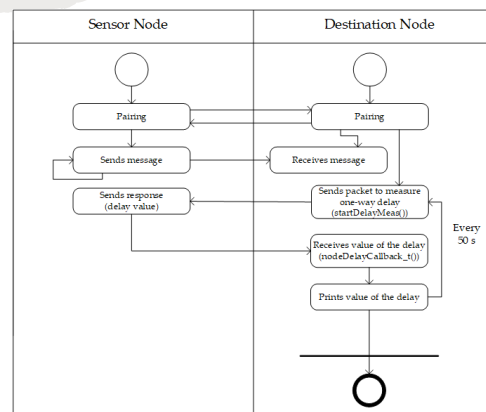 Sensor Node
Destination Node
Pairing
Pairing
Sends message
Receives message
Sends response
(delay value)
Sends packet to measure
one-way delay
(startDelayMeas())
Every
50 s
Receives value of the delay
(nodeDelayCallback_t())
Prints value of the delay